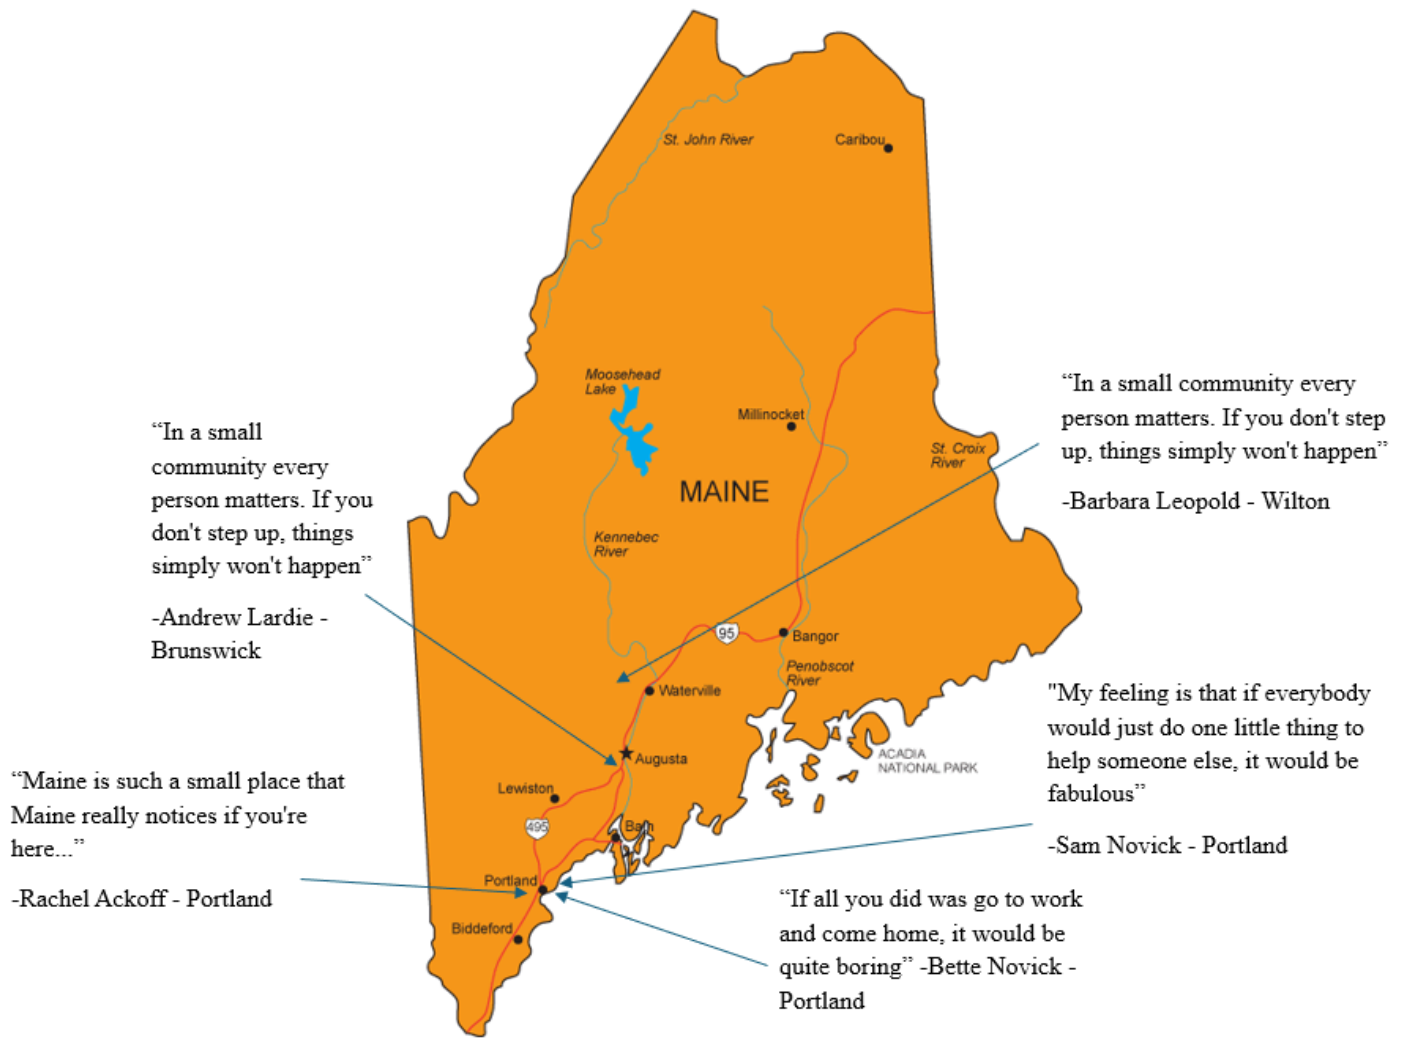 St. John River
Caribou
Moosehead
Lake
Millinocket
St. Croix
River
MAINE
Kennebec
River
95
Bangor
Penobscot
River
Waterville
Augusta
ACADIA
NATIONAL PARK
Lewiston
495
Bath
Portland
Biddeford
“In a small
community every
person matters. If you
don't step up, things
simply won't happen”
-Andrew Lardie -
Brunswick
“In a small community every
person matters. If you don't step
up, things simply won't happen”
-Barbara Leopold - Wilton
“Maine is such a small place that
Maine really notices if you're
here...”
-Rachel Ackoff - Portland
"My feeling is that if everybody
would just do one little thing to
help someone else, it would be
fabulous”
-Sam Novick - Portland
“If all you did was go to work
and come home, it would be
quite boring” -Bette Novick -
Portland